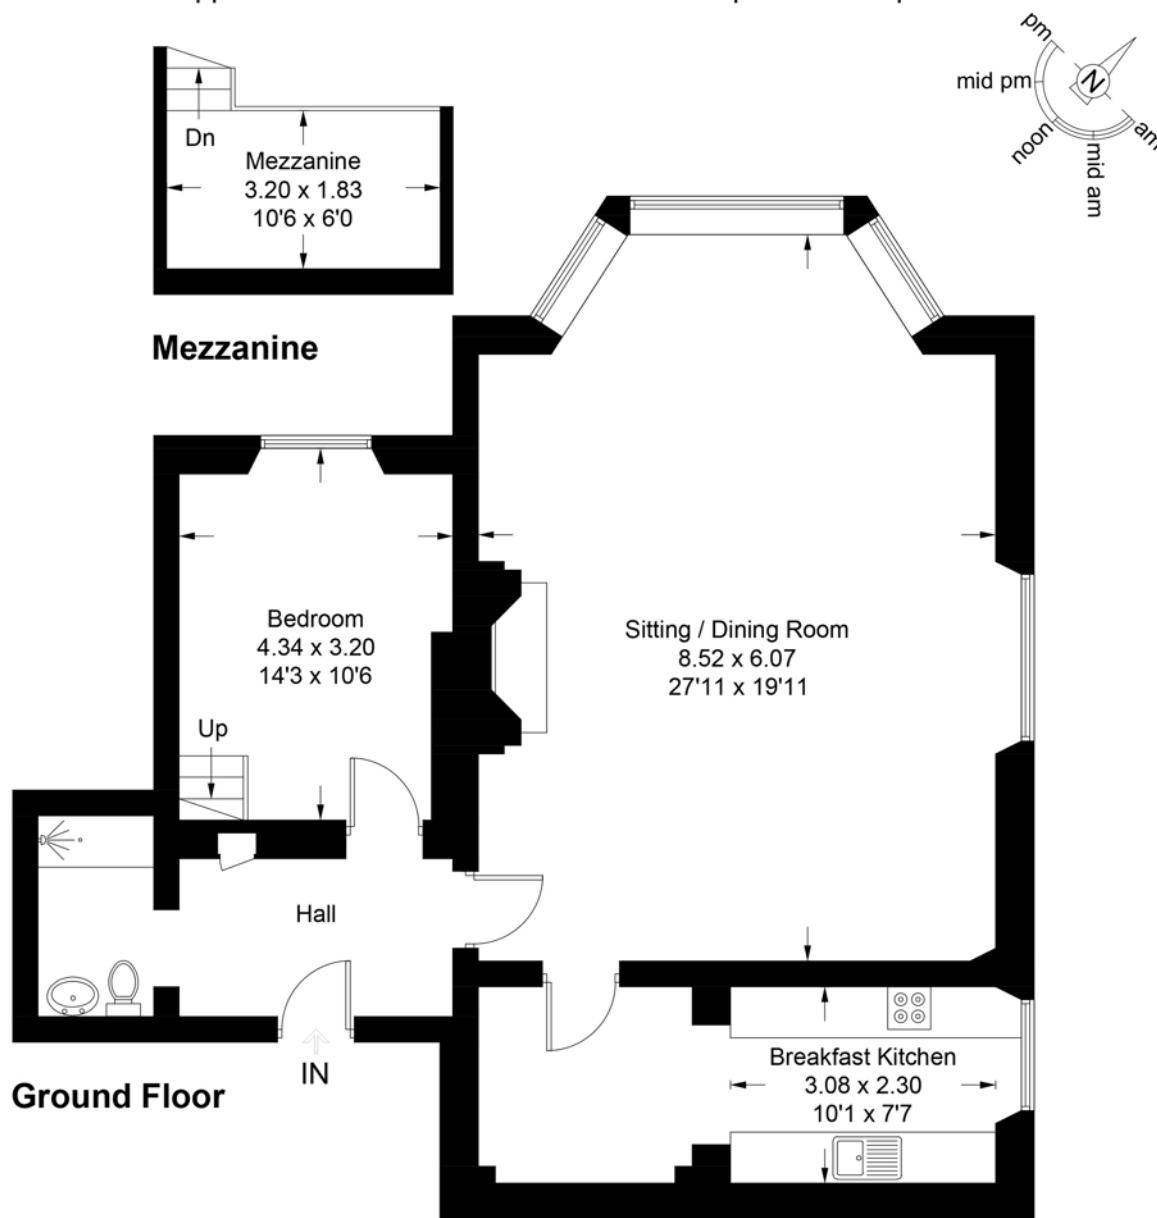 pm
mid pm
N
noon
mid am
am
Dn
Mezzanine
3.20 x 1.83
10'6 x 6'0
Mezzanine
Bedroom
4.34 x 3.20
14'3 x 10'6
Up
Sitting / Dining Room
8.52 x 6.07
27'11 x 19'11
Hall
IN
Breakfast Kitchen
3.08 x 2.30
10'1 x 7'7
Ground Floor